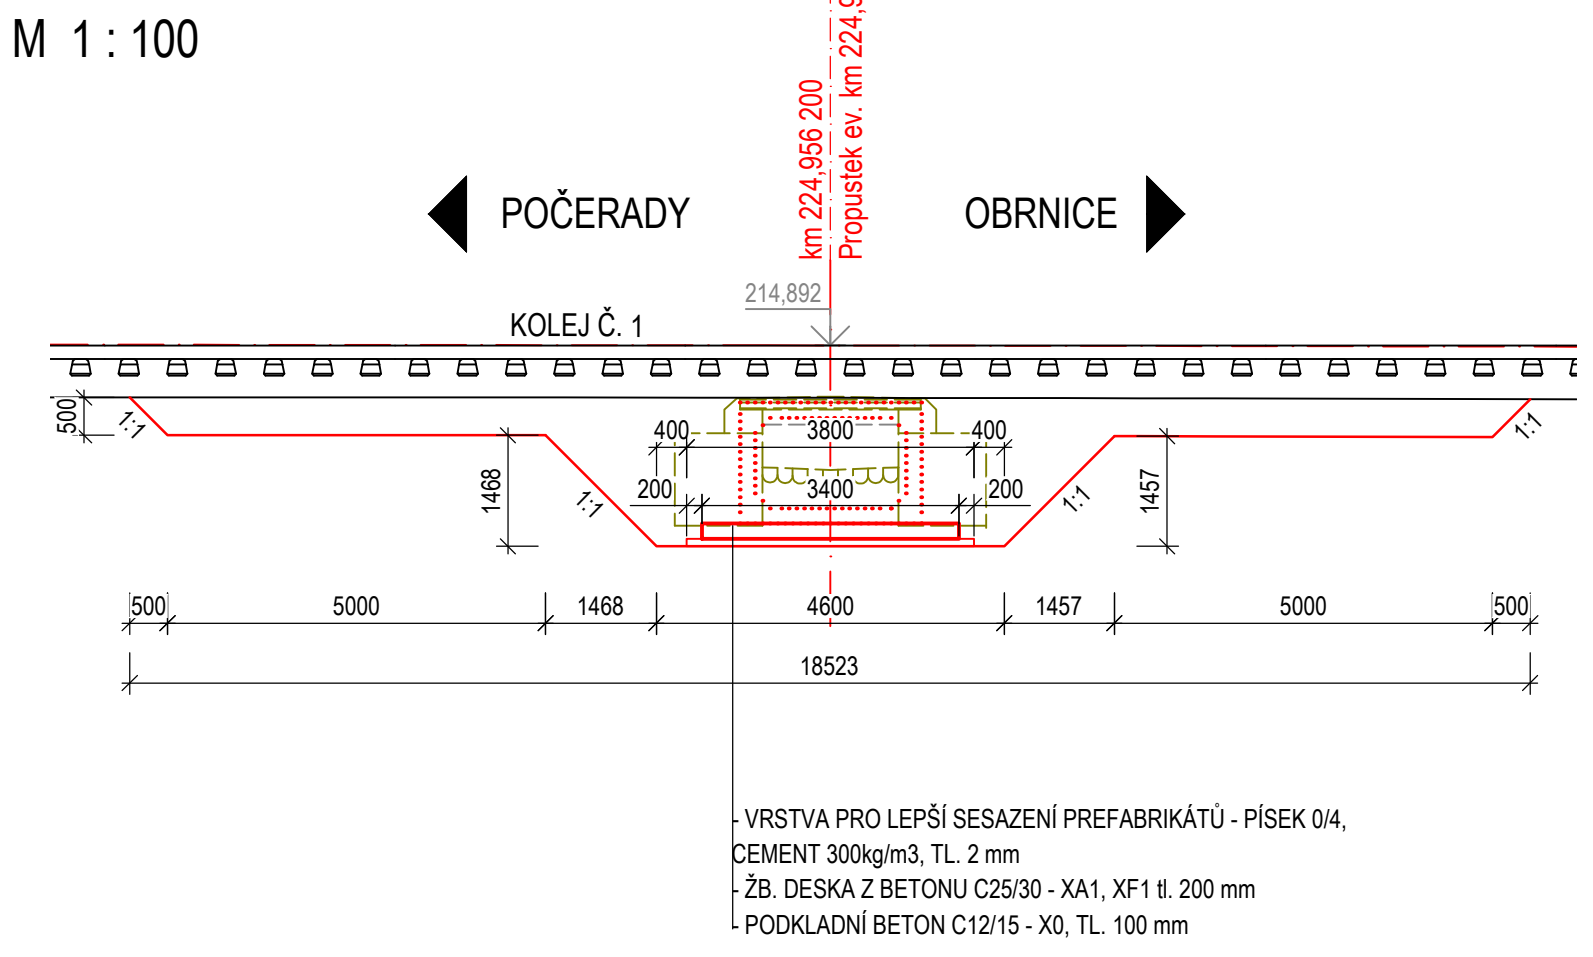 M 1 : 100
km 224,956 200
Propustek ev. km 224,9
POČERADY
OBRNICE
214,892
KOLEJ Č. 1
500
1:1
1:1
400
3800
400
1468
1:1
200
3400
200
1:1
1457
500
5000
1468
4600
1457
5000
500
18523
- VRSTVA PRO LEPŠÍ SESAZENÍ PREFABRIKÁTŮ - PÍSEK 0/4,
CEMENT 300kg/m3, TL. 2 mm
- ŽB. DESKA Z BETONU C25/30 - XA1, XF1 tl. 200 mm
- PODKLADNÍ BETON C12/15 - X0, TL. 100 mm